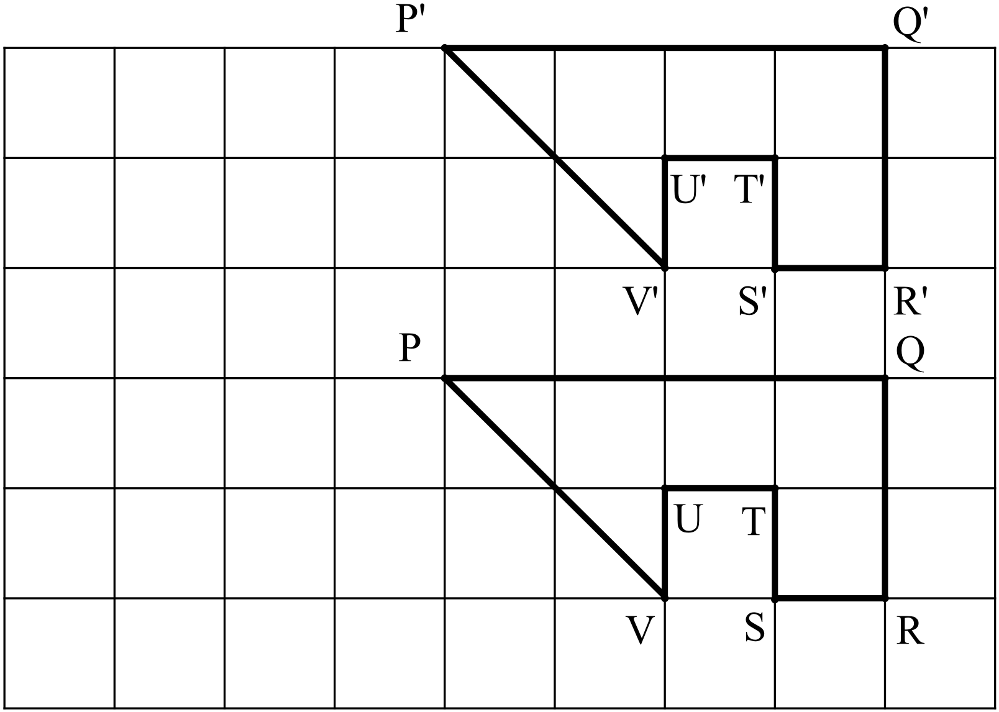 P' Q'
U' T'
V' S' R'
P Q
U T
V S R